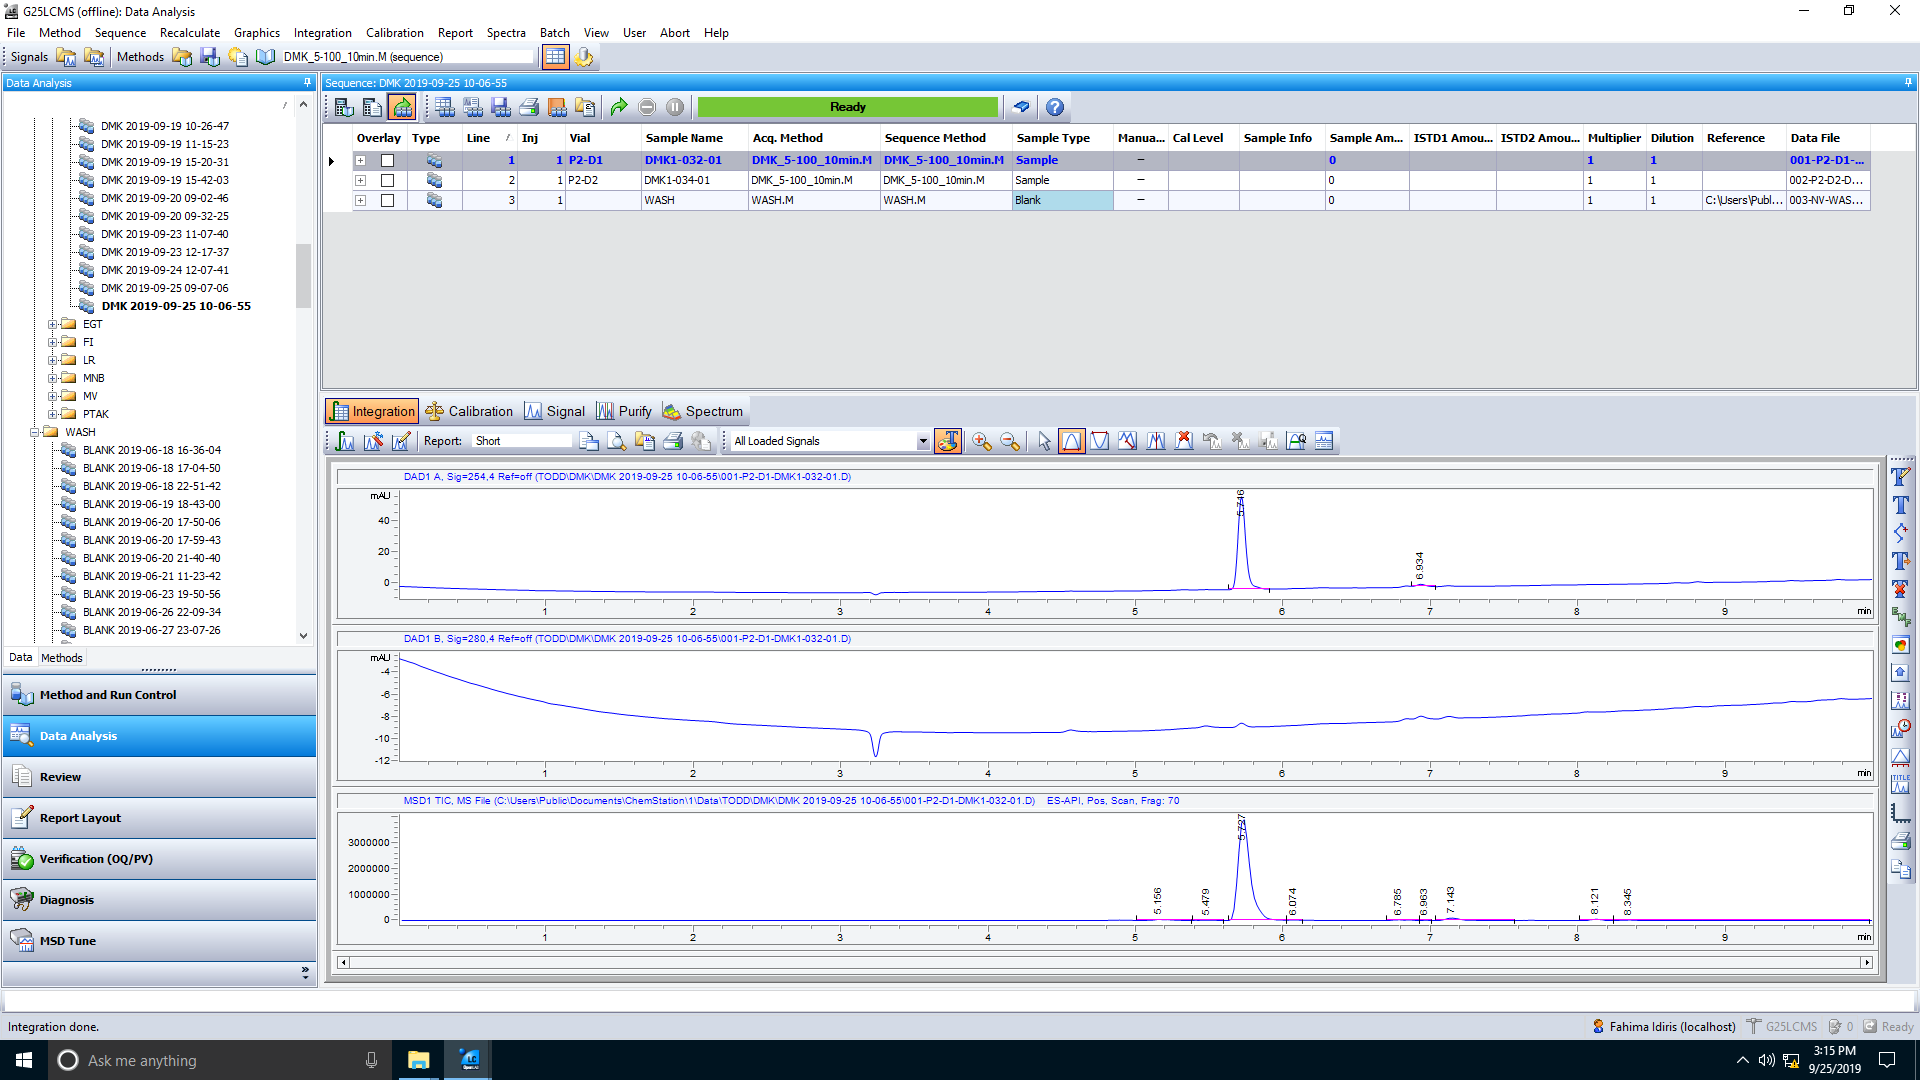 G25LCMS (offline): Data Analysis
File Method Sequence Recalculate Graphics Integration Calibration Report Spectra Batch View User Abort Help
Signals Methods DMK_5-100_10min.M (sequence)
Data Analysis
DMK 2019-09-19 10-26-47
DMK 2019-09-19 11-15-23
DMK 2019-09-19 15-20-31
DMK 2019-09-19 15-42-03
DMK 2019-09-20 09-02-46
DMK 2019-09-20 09-32-25
DMK 2019-09-23 11-07-40
DMK 2019-09-23 12-17-37
DMK 2019-09-24 12-07-41
DMK 2019-09-25 09-07-06
DMK 2019-09-25 10-06-55
EGT
FI
LR
MNB
MV
PTAK
WASH
BLANK 2019-06-18 16-36-04
BLANK 2019-06-18 17-04-50
BLANK 2019-06-18 22-51-42
BLANK 2019-06-19 18-43-00
BLANK 2019-06-20 17-50-06
BLANK 2019-06-20 17-59-43
BLANK 2019-06-20 21-40-40
BLANK 2019-06-21 11-23-42
BLANK 2019-06-23 19-50-56
BLANK 2019-06-26 22-09-34
BLANK 2019-06-27 23-07-26
Data Methods
Method and Run Control
Data Analysis
Review
Report Layout
Verification (OQ/PV)
Diagnosis
MSD Tune
Sequence: DMK 2019-09-25 10-06-55
Ready
Overlay Type Line Inj Vial Sample Name Acq. Method Sequence Method Sample Type Manua... Cal Level Sample Info Sample Am... ISTD1 Amou... ISTD2 Amou... Multiplier Dilution Reference Data File
1 1 P2-D1 DMK1-032-01 DMK_5-100_10min.M DMK_5-100_10min.M Sample – 0 1 1 001-P2-D1-...
2 1 P2-D2 DMK1-034-01 DMK_5-100_10min.M DMK_5-100_10min.M Sample – 0 1 1 002-P2-D2-D...
3 1 WASH WASH.M WASH.M Blank – 0 1 1 C:\Users\Publ... 003-NV-WAS...
Integration Calibration Signal Purify Spectrum
Report: Short All Loaded Signals
DAD1 A, Sig=254,4 Ref=off (TODD\DMK\DMK 2019-09-25 10-06-55\001-P2-D1-DMK1-032-01.D)
mAU
40
20
0
5.716
6.934
1 2 3 4 5 6 7 8 9 min
DAD1 B, Sig=280,4 Ref=off (TODD\DMK\DMK 2019-09-25 10-06-55\001-P2-D1-DMK1-032-01.D)
mAU
-4
-6
-8
-10
-12
1 2 3 4 5 6 7 8 9 min
MSD1 TIC, MS File (C:\Users\Public\Documents\ChemStation\1\Data\TODD\DMK\DMK 2019-09-25 10-06-55\001-P2-D1-DMK1-032-01.D) ES-API, Pos, Scan, Frag: 70
3000000
2000000
1000000
0
5.156
5.479
5.727
6.074
6.785
6.963
7.143
8.121
8.345
1 2 3 4 5 6 7 8 9 min
TITLE
Integration done.
Fahima Idiris (localhost) G25LCMS 0 Ready
Ask me anything
LC
3:15 PM
9/25/2019